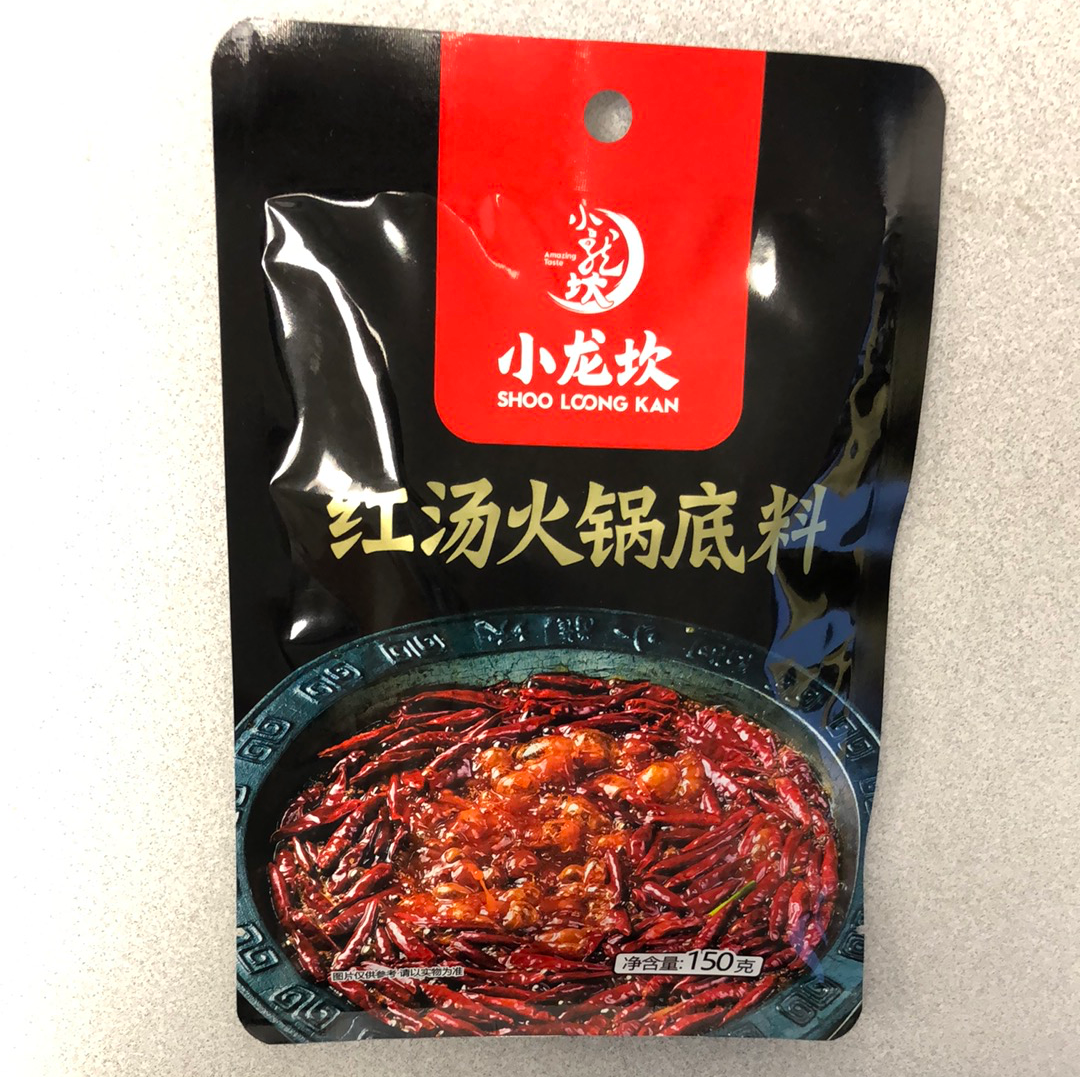 小龙坎
Amazing
Taste
小龙坎
SHOO LOONG KAN
红汤火锅底料
净含量: 150克
图片仅供参考 请以实物为准